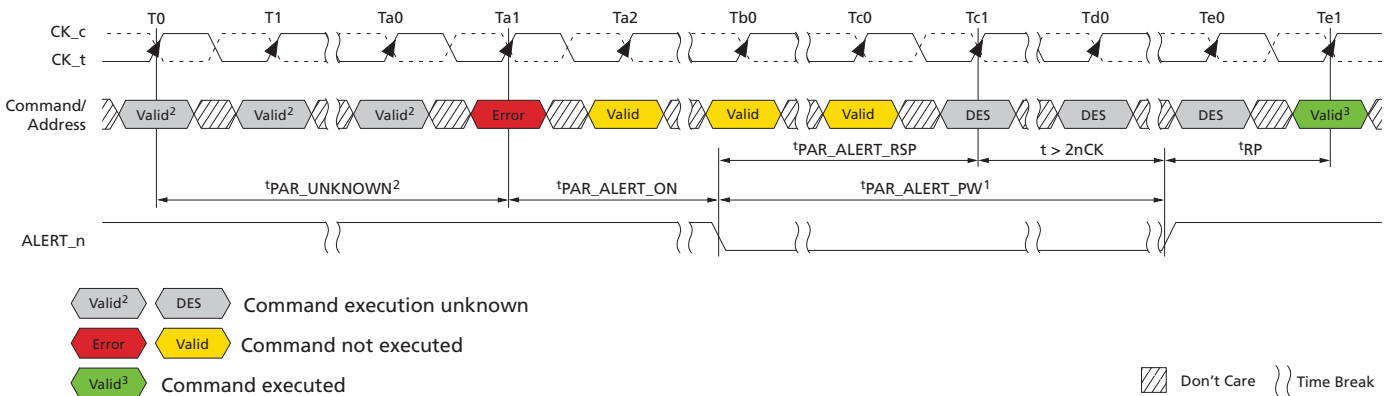 T0 T1 Ta0 Ta1 Ta2 Tb0 Tc0 Tc1 Td0 Te0 Te1
CK_c
CK_t
Command/
Address
Valid² Valid² Valid² Error Valid Valid Valid DES DES DES Valid³
tPAR_ALERT_RSP t > 2nCK tRP
tPAR_UNKNOWN² tPAR_ALERT_ON tPAR_ALERT_PW¹
ALERT_n
Valid² DES Command execution unknown
Error Valid Command not executed
Valid³ Command executed
Don't Care Time Break